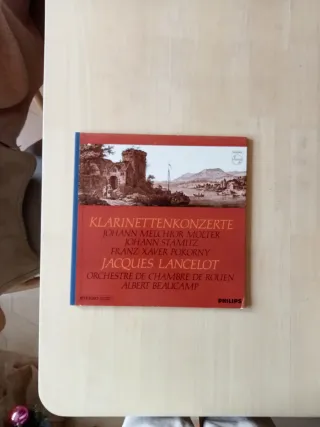 KLARINETTENKONZERTE
JOHANN MELCHIOR MOLTER
JOHANN STAMITZ
FRANZ XAVER POKORNY
JACQUES LANCELOT
ORCHESTRE DE CHAMBRE DE ROUEN
ALBERT BEAUCAMP
PHILIPS